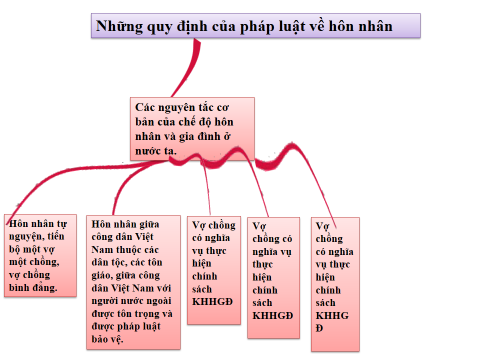 Những quy định của pháp luật về hôn nhân
Các nguyên tắc cơ
bản của chế độ hôn
nhân và gia đình ở
nước ta.
Hôn nhân tự
nguyện, tiến
bộ một vợ
một chồng,
vợ chồng
bình đẳng.
Hôn nhân giữa
công dân Việt
Nam thuộc các
dân tộc, các tôn
giáo, giữa công
dân Việt Nam với
người nước ngoài
được tôn trọng và
được pháp luật
bảo vệ.
Vợ chồng
có nghĩa
vụ thực
hiện
chính
sách
KHHGĐ
Vợ
chồng có
nghĩa vụ
thực
hiện
chính
sách
KHHGĐ
Vợ
chồng
có nghĩa
vụ thực
hiện
chính
sách
KHHG
Đ